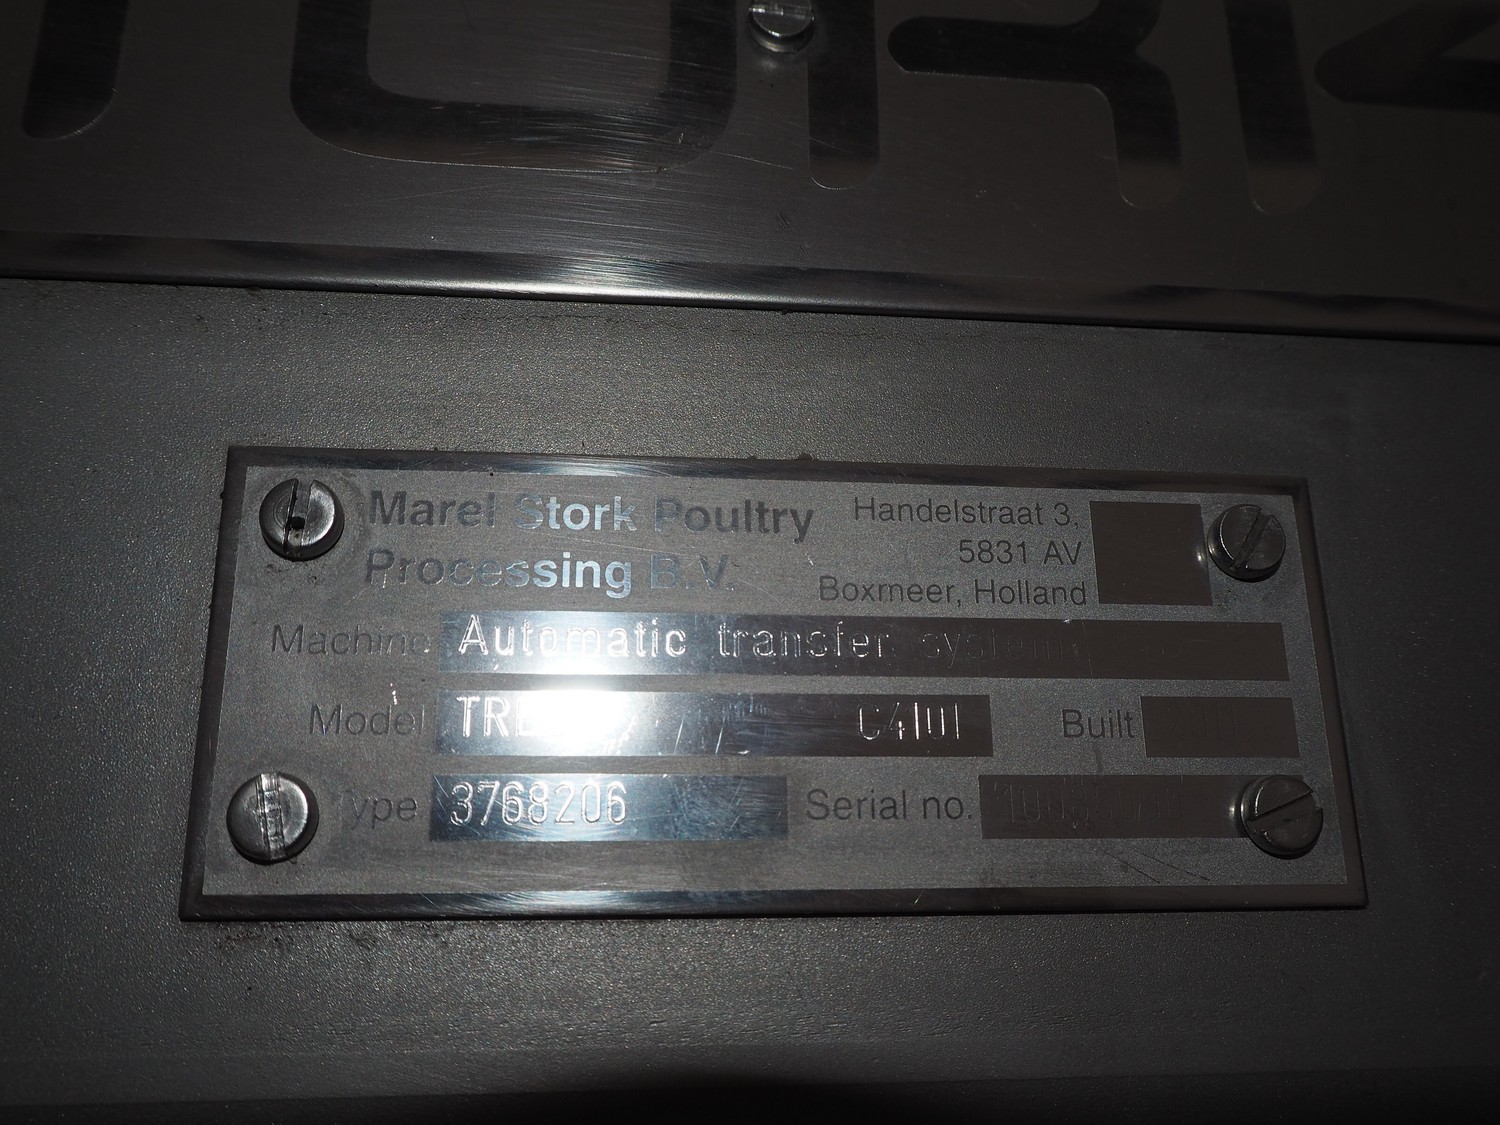 Marel Stork Poultry
Processing B.V.
Handelstraat 3,
5831 AV
Boxmeer, Holland
Machine Automatic transfer system
Model C4101
Built
Type 3768206
Serial no.